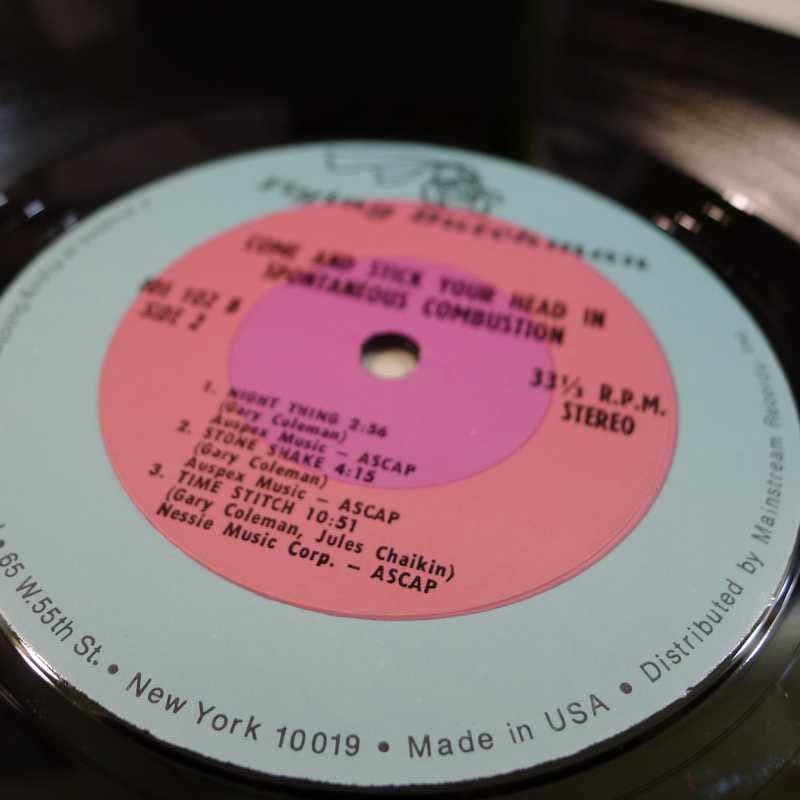 Flying Dutchman
COME AND STICK YOUR HEAD IN
SPONTANEOUS COMBUSTION
102 B
SIDE 2
33⅓ R.P.M.
STEREO
1. NIGHT THING 2:56
(Gary Coleman)
Auspex Music – ASCAP
2. STONE SHAKE 4:15
(Gary Coleman)
Auspex Music – ASCAP
3. TIME STITCH 10:51
(Gary Coleman, Jules Chaikin)
Nessie Music Corp. – ASCAP
• 65 W.55th St. • New York 10019 • Made in USA • Distributed by Mainstream Records